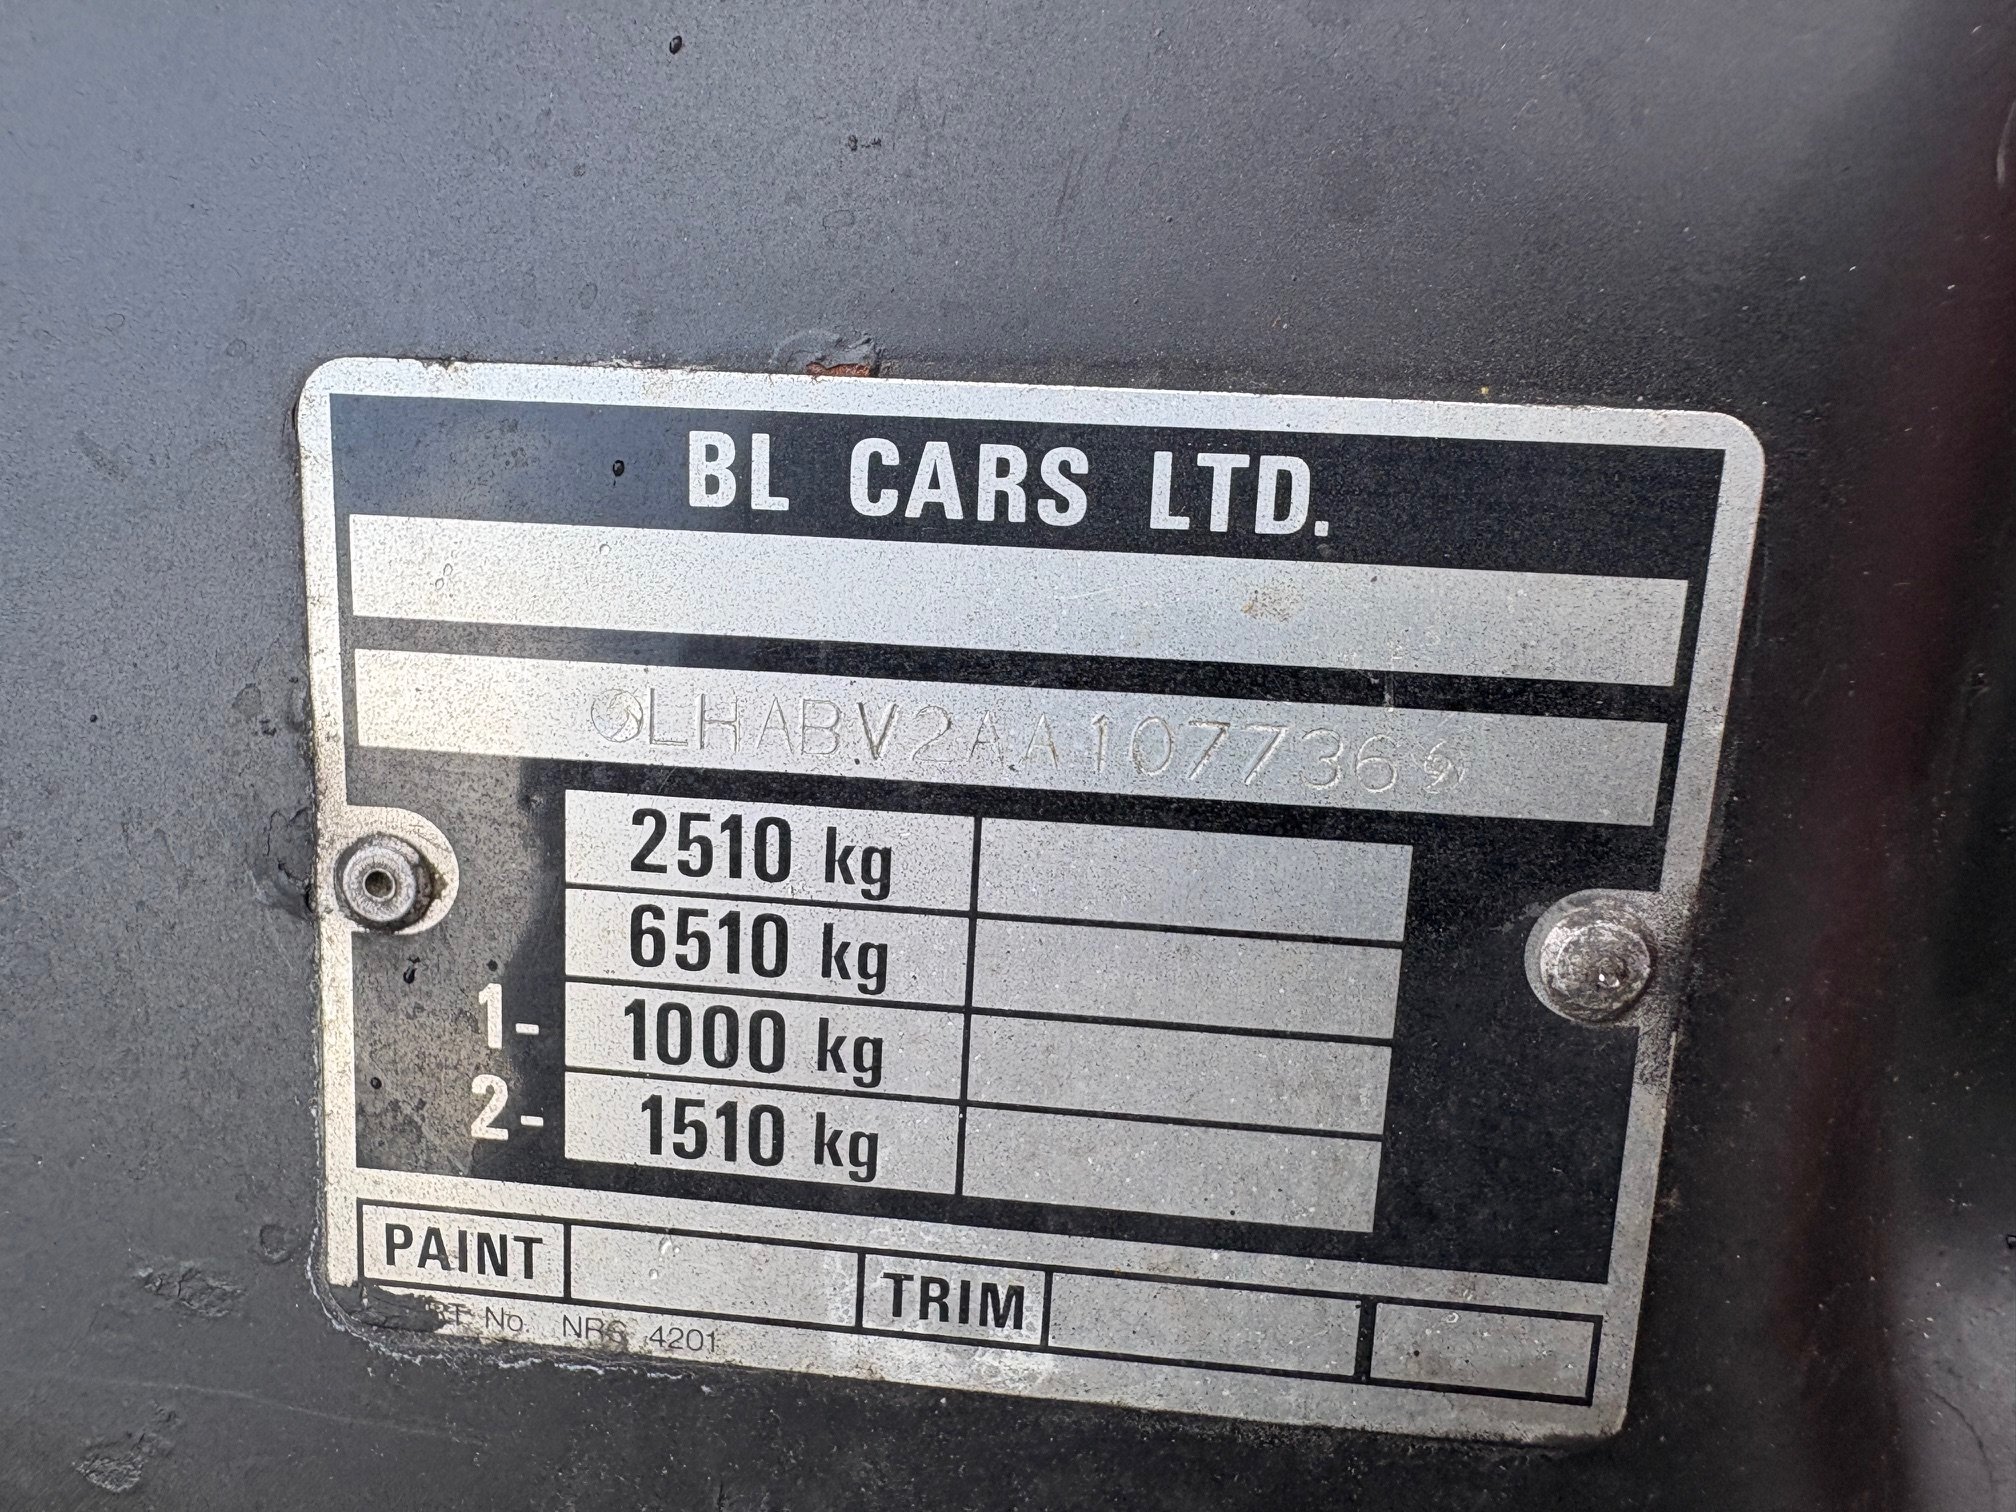 BL CARS LTD.
LHABV2AA107736
2510 kg
6510 kg
1- 1000 kg
2- 1510 kg
PAINT TRIM
No. NRC 4201